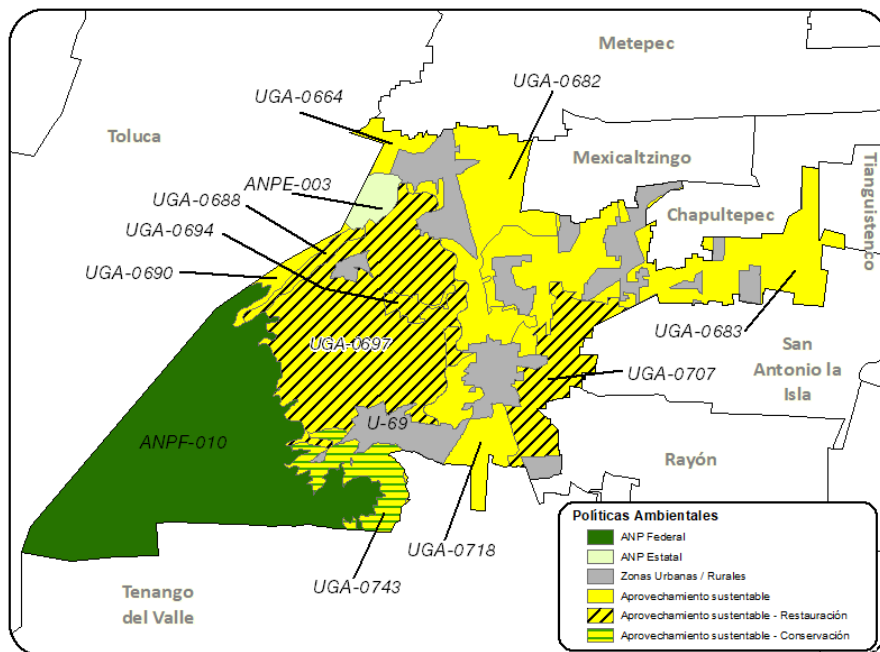 Metepec
UGA-0664
UGA-0682
Toluca
Mexicaltzingo
Tianguistenco
ANPE-003
UGA-0688
Chapultepec
UGA-0694
UGA-0690
UGA-0683
UGA-0697
San
Antonio la
Isla
UGA-0707
U-69
ANPF-010
Rayón
UGA-0718
UGA-0743
Tenango
del Valle
Políticas Ambientales
ANP Federal
ANP Estatal
Zonas Urbanas / Rurales
Aprovechamiento sustentable
Aprovechamiento sustentable - Restauración
Aprovechamiento sustentable - Conservación